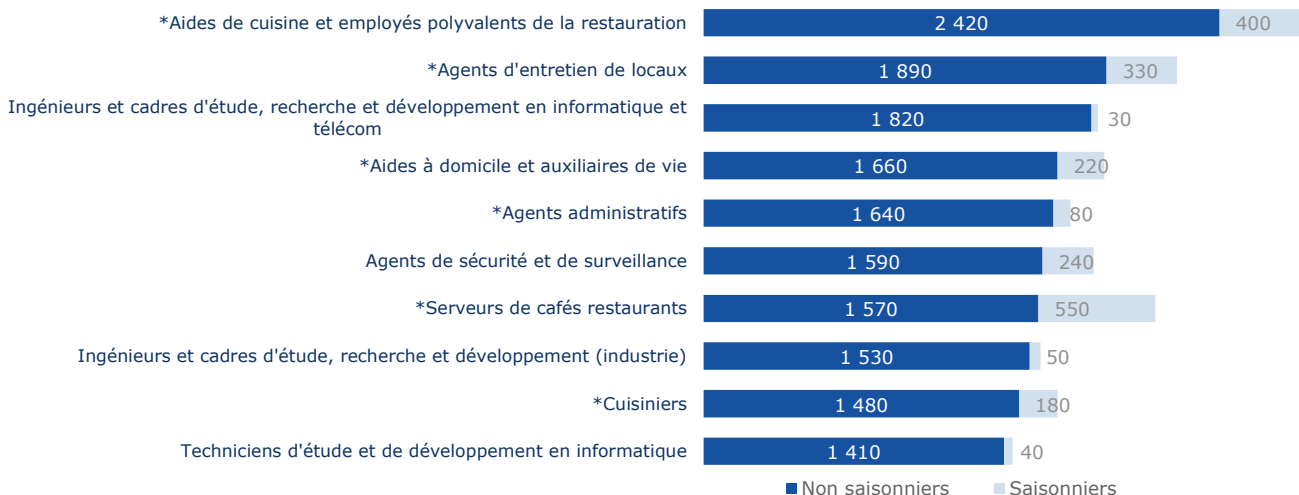 *Aides de cuisine et employés polyvalents de la restauration 2 420 400
*Agents d'entretien de locaux 1 890 330
Ingénieurs et cadres d'étude, recherche et développement en informatique et
télécom 1 820 30
*Aides à domicile et auxiliaires de vie 1 660 220
*Agents administratifs 1 640 80
Agents de sécurité et de surveillance 1 590 240
*Serveurs de cafés restaurants 1 570 550
Ingénieurs et cadres d'étude, recherche et développement (industrie) 1 530 50
*Cuisiniers 1 480 180
Techniciens d'étude et de développement en informatique 1 410 40
Non saisonniers Saisonniers